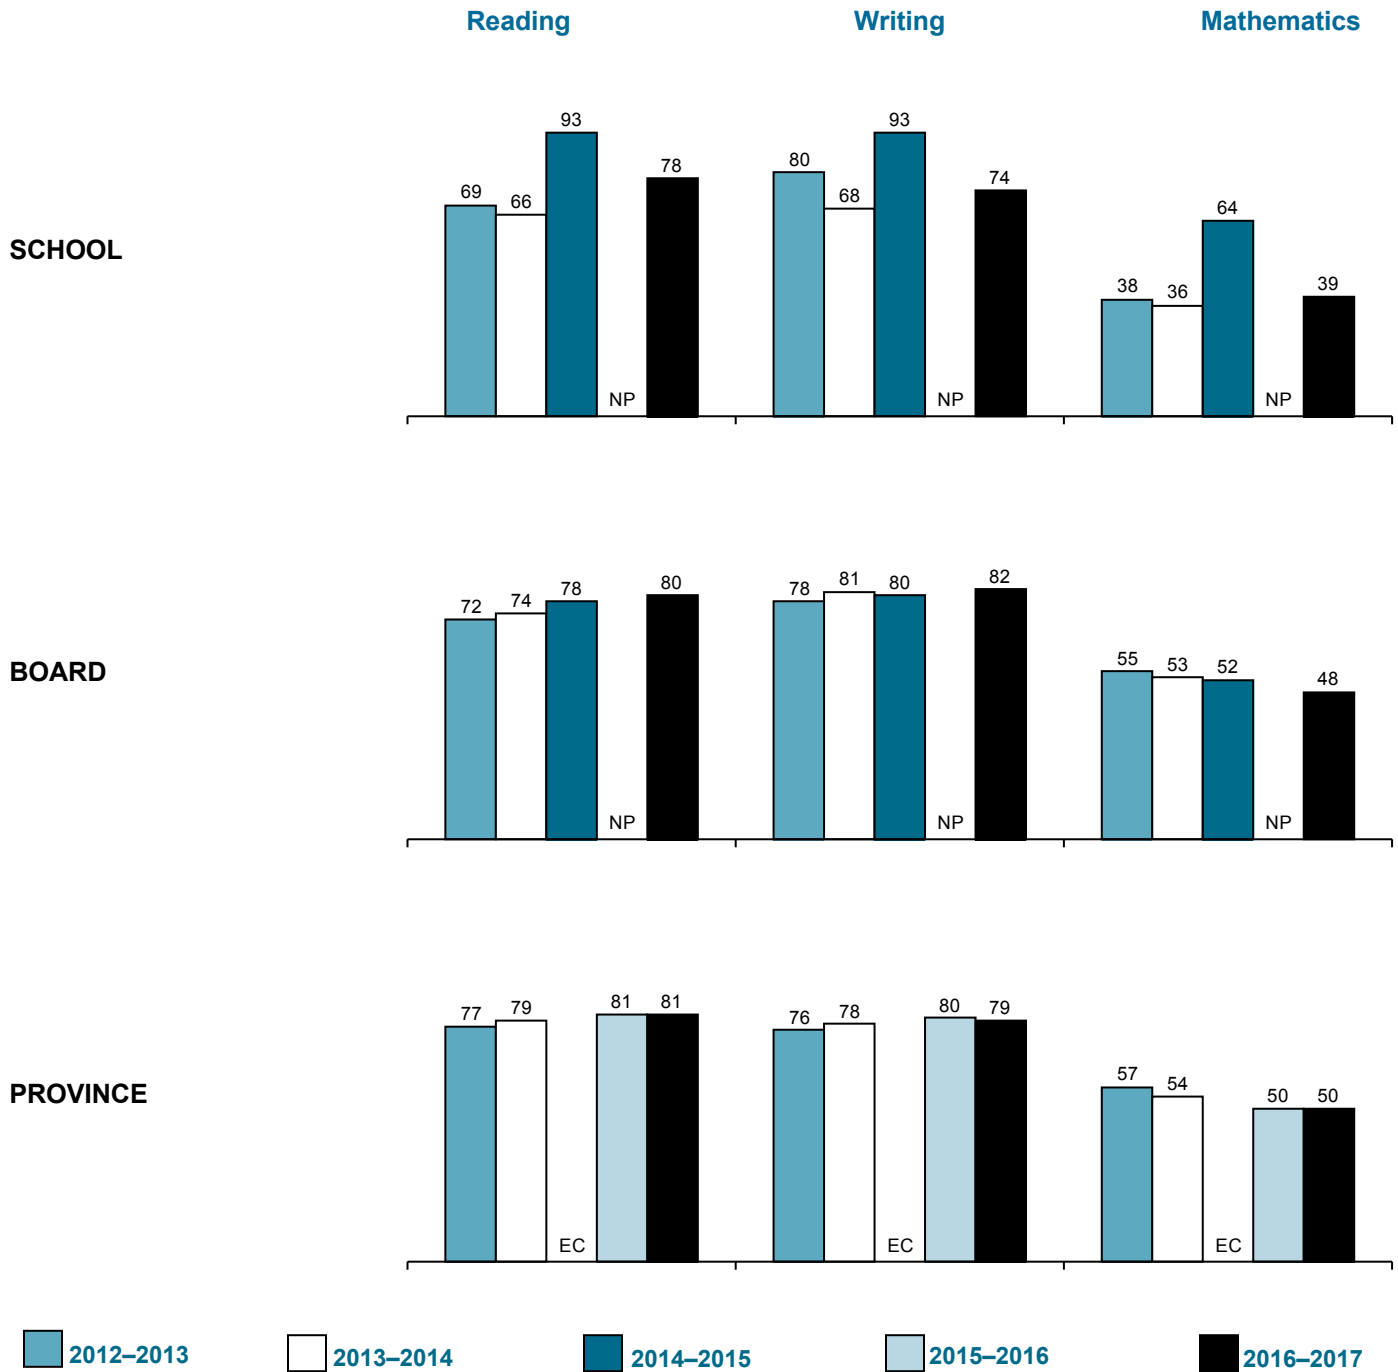 Reading Writing Mathematics
93 93
80 78 74
69 66 68 64
SCHOOL
38 36 39
NP NP NP
72 74 78 80 78 81 80 82
55 53 52 48
BOARD
NP NP NP
77 79 81 81 76 78 80 79
57 54 50 50
PROVINCE
EC EC EC
2012–2013 2013–2014 2014–2015 2015–2016 2016–2017